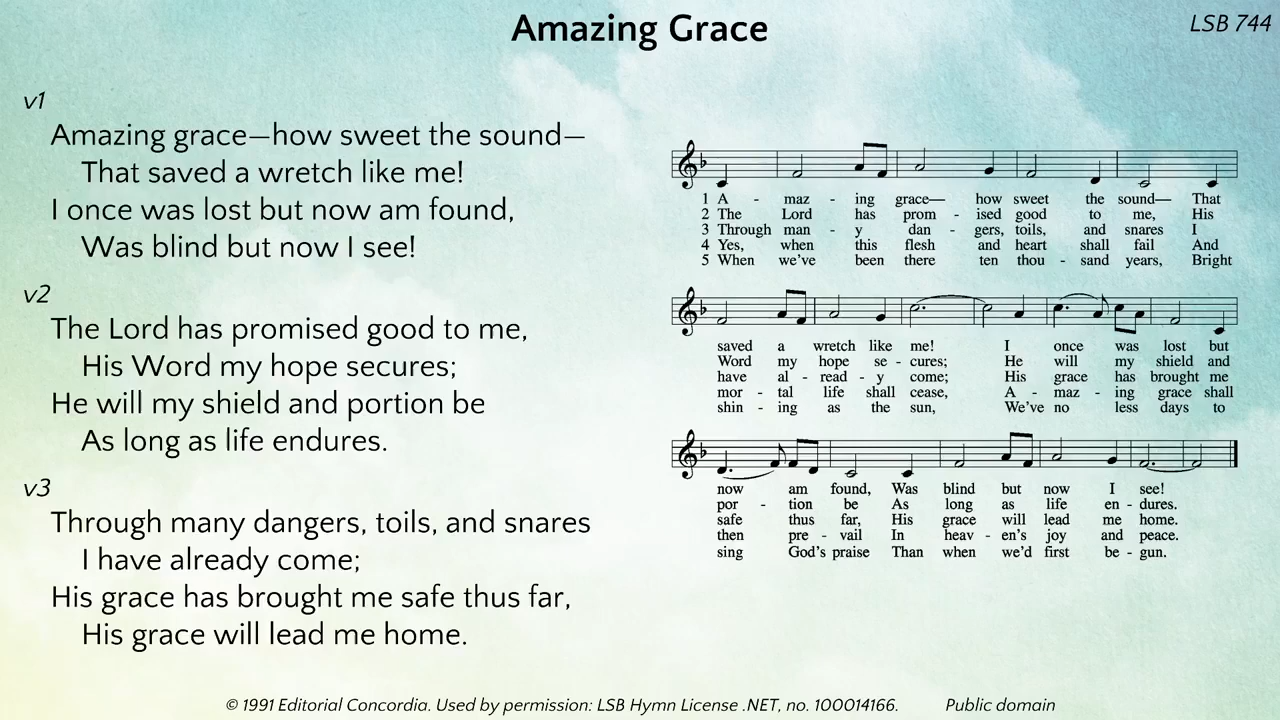 Amazing Grace
LSB 744
v1
Amazing grace—how sweet the sound—
That saved a wretch like me!
I once was lost but now am found,
Was blind but now I see!
v2
The Lord has promised good to me,
His Word my hope secures;
He will my shield and portion be
As long as life endures.
v3
Through many dangers, toils, and snares
I have already come;
His grace has brought me safe thus far,
His grace will lead me home.
1 A - maz - ing grace— how sweet the sound— That
2 The Lord has prom - ised good to me, His
3 Through man - y dan - gers, toils, and snares I
4 Yes, when this flesh and heart shall fail And
5 When we've been there ten thou - sand years, Bright
saved a wretch like me! I once was lost but
Word my hope se - cures; He will my shield and
have al - read - y come; His grace has brought me
mor - tal life shall cease, A - maz - ing grace shall
shin - ing as the sun, We've no less days to
now am found, Was blind but now I see!
por - tion be As long as life en - dures.
safe thus far, His grace will lead me home.
then pre - vail In heav - en's joy and peace.
sing God's praise Than when we'd first be - gun.
© 1991 Editorial Concordia. Used by permission: LSB Hymn License .NET, no. 100014166. Public domain